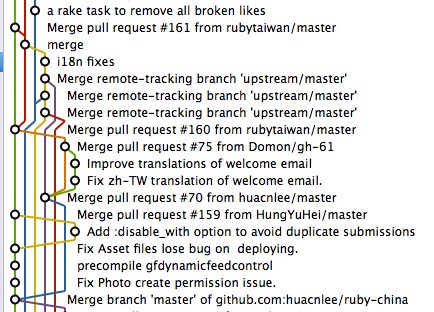 a rake task to remove all broken likes
Merge pull request #161 from rubytaiwan/master
merge
i18n fixes
Merge remote-tracking branch 'upstream/master'
Merge remote-tracking branch 'upstream/master'
Merge remote-tracking branch 'upstream/master'
Merge pull request #160 from rubytaiwan/master
Merge pull request #75 from Domon/gh-61
Improve translations of welcome email
Fix zh-TW translation of welcome email.
Merge pull request #70 from huacnlee/master
Merge pull request #159 from HungYuHei/master
Add :disable_with option to avoid duplicate submissions
Fix Asset files lose bug on  deploying.
precompile gfdynamicfeedcontrol
Fix Photo create permission issue.
Merge branch 'master' of github.com:huacnlee/ruby-china